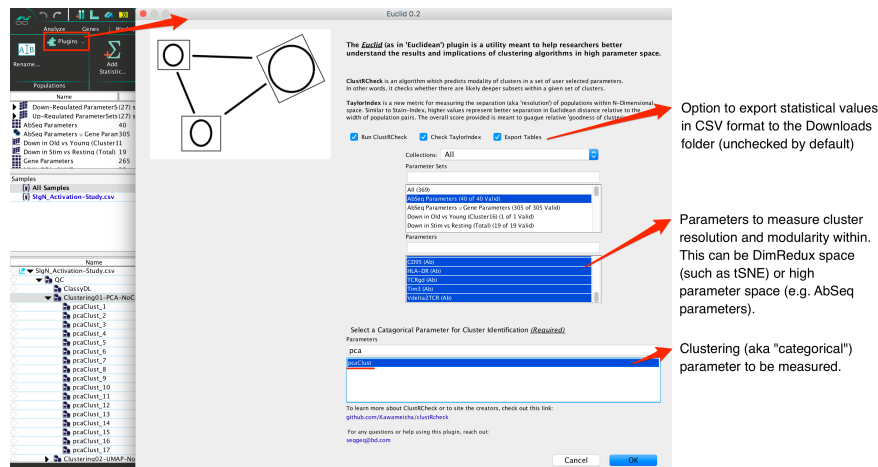 Euclid 0.2
Analyze
Genes
Plugins
Rename...
Add
Statistic...
Populations
Name
Down-Regulated ParameterS(27) s
Up-Regulated ParameterSets(27) s
AbSeq Parameters 40
AbSeq Parameters ∪ Gene Paran 305
Down in Old vs Young (Cluster11
Down in Stim vs Resting (Total) 19
Gene Parameters 265
Samples
{ı} All Samples
{ı} SIgN_Activation-Study.csv
Name
SIgN_Activation-Study.csv
QC
ClassyDL
Clustering01-PCA-NoC
pcaClust_1
pcaClust_2
pcaClust_3
pcaClust_4
pcaClust_5
pcaClust_6
pcaClust_7
pcaClust_8
pcaClust_9
pcaClust_10
pcaClust_11
pcaClust_12
pcaClust_13
pcaClust_14
pcaClust_15
pcaClust_16
pcaClust_17
Clustering02-UMAP-No
The Euclid (as in 'Euclidean') plugin is a utility meant to help researchers better
understand the results and implications of clustering algorithms in high parameter space.
ClustRCheck is an algorithm which predicts modality of clusters in a set of user selected parameters.
In other words, it checks whether there are likely deeper subsets within a given set of clusters.
TaylorIndex is a new metric for measuring the separation (aka 'resolution') of populations within N-Dimensional
space. Similar to Stain-Index, higher values represent better separation in Euclidean distance relative to the
width of population pairs. The overall score provided is meant to guague relative 'goodness of cluster
Run ClustRCheck
Check TaylorIndex
Export Tables
Collections: All
Parameter Sets
All (369)
AbSeq Parameters (40 of 40 Valid)
AbSeq Parameters ∪ Gene Parameters (305 of 305 Valid)
Down in Old vs Young (Cluster16) (1 of 1 Valid)
Down in Stim vs Resting (Total) (19 of 19 Valid)
Parameters
CD95 (Ab)
HLA-DR (Ab)
TCRgd (Ab)
Tim3 (Ab)
Vdelta2TCR (Ab)
Select a Catagorical Parameter for Cluster Identification (Required)
Parameters
pca
pcaClust
To learn more about ClustRCheck or to site the creators, check out this link:
github.com/Kawameicha/clustRcheck
For any questions or help using this plugin, reach out:
seqgeq@bd.com
Cancel
OK
Option to export statistical values
in CSV format to the Downloads
folder (unchecked by default)
Parameters to measure cluster
resolution and modularity within.
This can be DimRedux space
(such as tSNE) or high
parameter space (e.g. AbSeq
parameters).
Clustering (aka "categorical")
parameter to be measured.